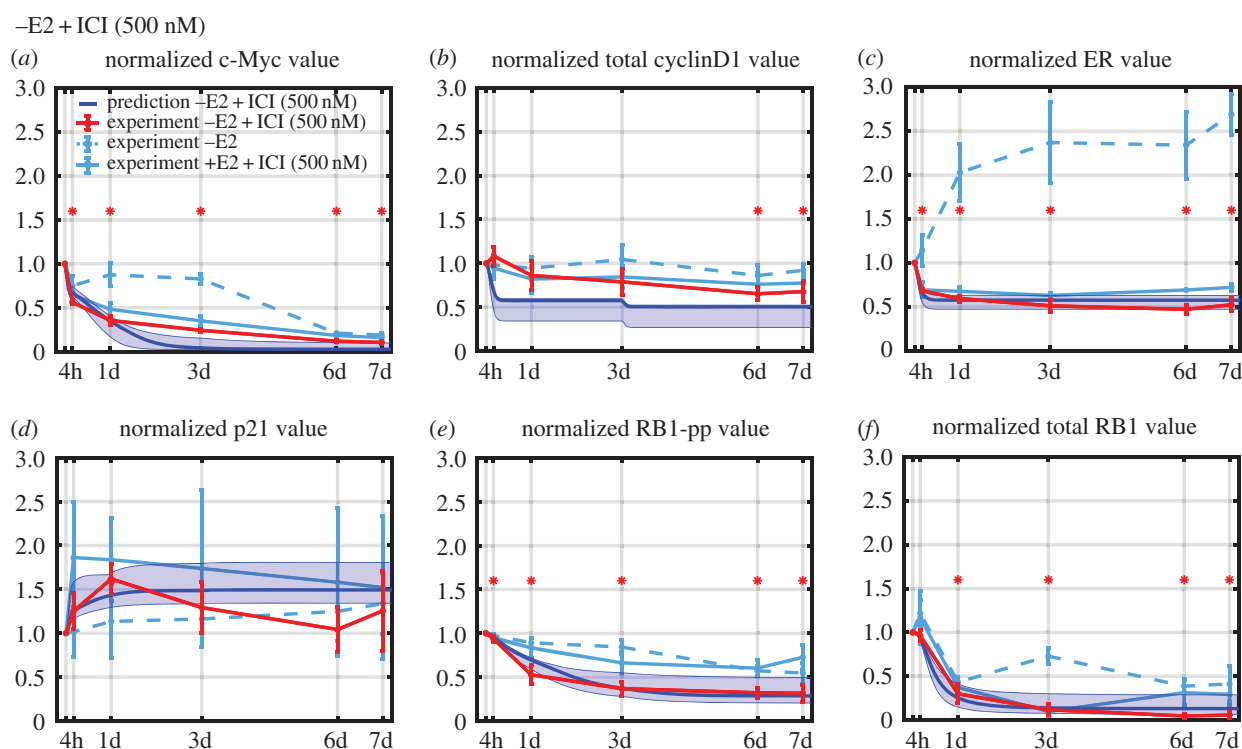 –E2 + ICI (500 nM)
(a) normalized c-Myc value
3.0
2.5
2.0
1.5
1.0
0.5
0
prediction –E2 + ICI (500 nM)
experiment –E2 + ICI (500 nM)
experiment –E2
experiment +E2 + ICI (500 nM)
4h 1d 3d 6d 7d
(b) normalized total cyclinD1 value
3.0
2.5
2.0
1.5
1.0
0.5
0
4h 1d 3d 6d 7d
(c) normalized ER value
3.0
2.5
2.0
1.5
1.0
0.5
0
4h 1d 3d 6d 7d
(d) normalized p21 value
3.0
2.5
2.0
1.5
1.0
0.5
0
4h 1d 3d 6d 7d
(e) normalized RB1-pp value
3.0
2.5
2.0
1.5
1.0
0.5
0
4h 1d 3d 6d 7d
(f) normalized total RB1 value
3.0
2.5
2.0
1.5
1.0
0.5
0
4h 1d 3d 6d 7d